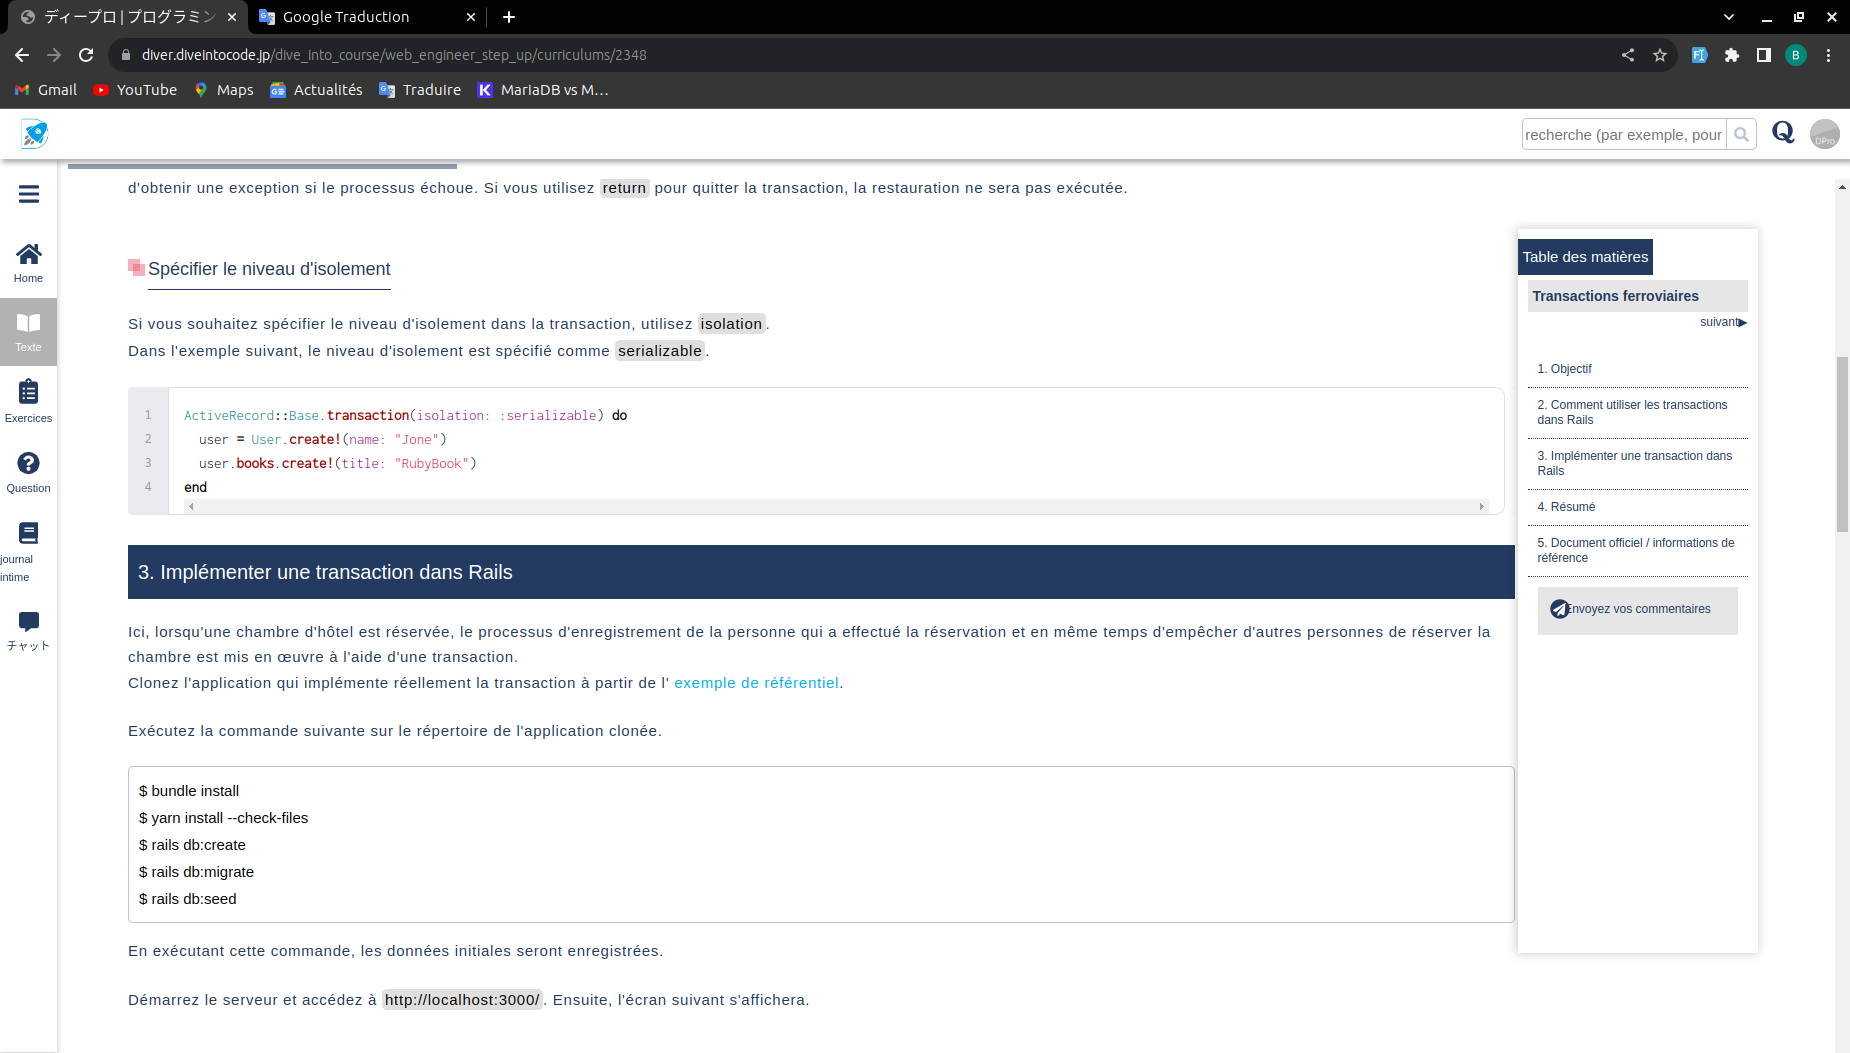 ディープロ | プログラミン
Google Traduction
diver.diveintocode.jp/dive_into_course/web_engineer_step_up/curriculums/2348
B
Gmail
YouTube
Maps
Actualités
Traduire
MariaDB vs M...
recherche (par exemple, pour
Q
DPro
Home
Texte
Exercices
Question
journal
intime
チャット
d'obtenir une exception si le processus échoue. Si vous utilisez return pour quitter la transaction, la restauration ne sera pas exécutée.
Spécifier le niveau d'isolement
Si vous souhaitez spécifier le niveau d'isolement dans la transaction, utilisez isolation.
Dans l'exemple suivant, le niveau d'isolement est spécifié comme serializable.
1 ActiveRecord::Base.transaction(isolation: :serializable) do
2 user = User.create!(name: "Jone")
3 user.books.create!(title: "RubyBook")
4 end
3. Implémenter une transaction dans Rails
Ici, lorsqu'une chambre d'hôtel est réservée, le processus d'enregistrement de la personne qui a effectué la réservation et en même temps d'empêcher d'autres personnes de réserver la
chambre est mis en œuvre à l'aide d'une transaction.
Clonez l'application qui implémente réellement la transaction à partir de l' exemple de référentiel.
Exécutez la commande suivante sur le répertoire de l'application clonée.
$ bundle install
$ yarn install --check-files
$ rails db:create
$ rails db:migrate
$ rails db:seed
En exécutant cette commande, les données initiales seront enregistrées.
Démarrez le serveur et accédez à http://localhost:3000/. Ensuite, l'écran suivant s'affichera.
Table des matières
Transactions ferroviaires
suivant▶
1. Objectif
2. Comment utiliser les transactions
dans Rails
3. Implémenter une transaction dans
Rails
4. Résumé
5. Document officiel / informations de
référence
Envoyez vos commentaires